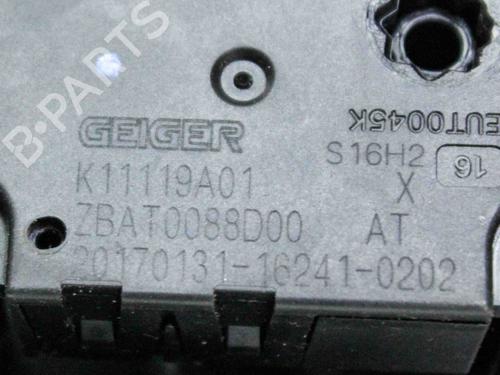 B-PARTS
GEIGER
EUT0045K
K11119A01
S16H2
16
X
ZBAT0088D00
AT
20170131-16241-0202